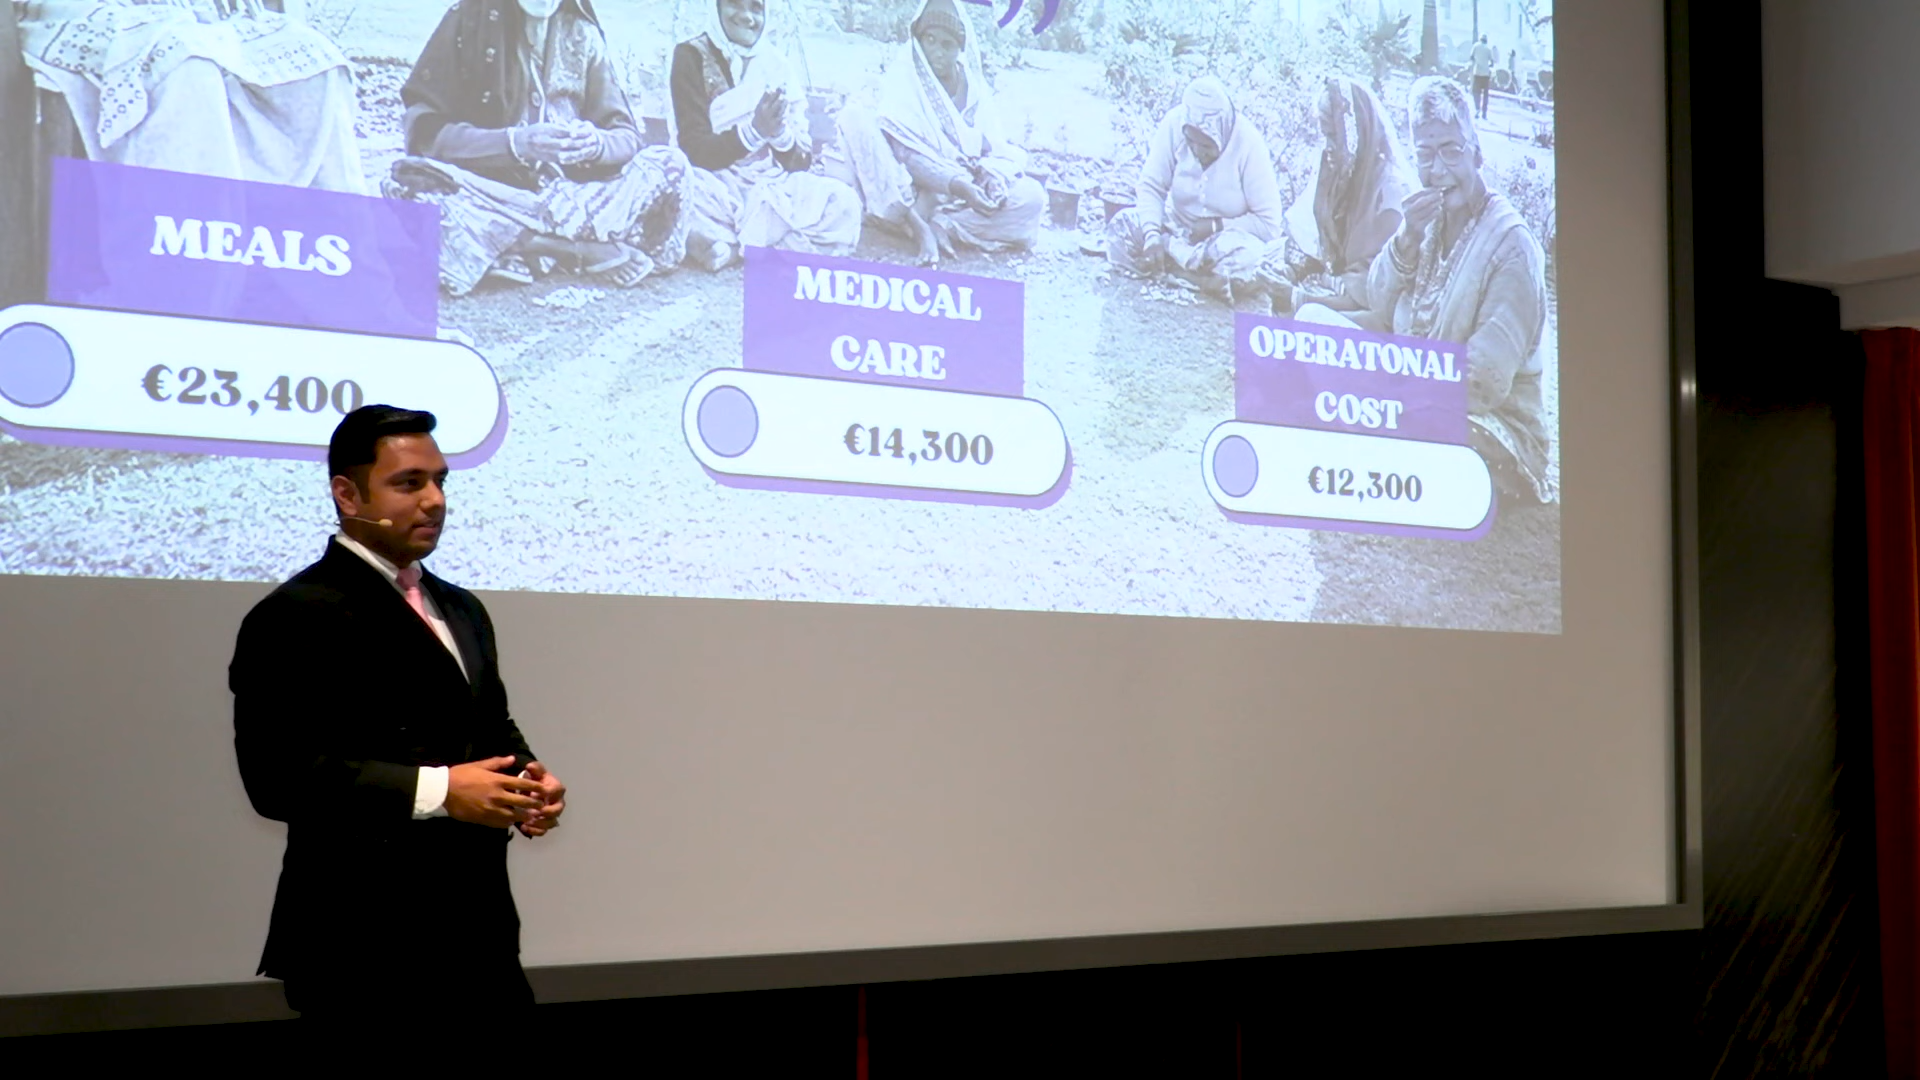 MEALS
€23,400
MEDICAL
CARE
€14,300
OPERATONAL
COST
€12,300